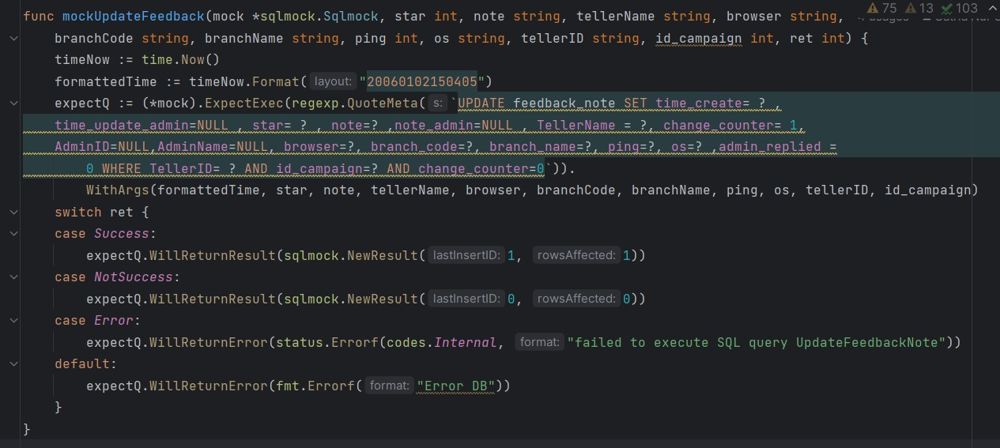 func mockUpdateFeedback(mock *sqlmock.Sqlmock, star int, note string, tellerName string, browser string,
75 13 103
branchCode string, branchName string, ping int, os string, tellerID string, id_campaign int, ret int) {
timeNow := time.Now()
formattedTime := timeNow.Format( layout: "20060102150405")
expectQ := (*mock).ExpectExec(regexp.QuoteMeta( s: `UPDATE feedback_note SET time_create= ? ,
time_update_admin=NULL , star= ? , note=? ,note_admin=NULL , TellerName = ?, change_counter= 1,
AdminID=NULL,AdminName=NULL, browser=?, branch_code=?, branch_name=?, ping=?, os=? ,admin_replied =
0 WHERE TellerID= ? AND id_campaign=? AND change_counter=0`)).
WithArgs(formattedTime, star, note, tellerName, browser, branchCode, branchName, ping, os, tellerID, id_campaign)
switch ret {
case Success:
expectQ.WillReturnResult(sqlmock.NewResult( lastInsertID: 1, rowsAffected: 1))
case NotSuccess:
expectQ.WillReturnResult(sqlmock.NewResult( lastInsertID: 0, rowsAffected: 0))
case Error:
expectQ.WillReturnError(status.Errorf(codes.Internal, format: "failed to execute SQL query UpdateFeedbackNote"))
default:
expectQ.WillReturnError(fmt.Errorf( format: "Error DB"))
}
}